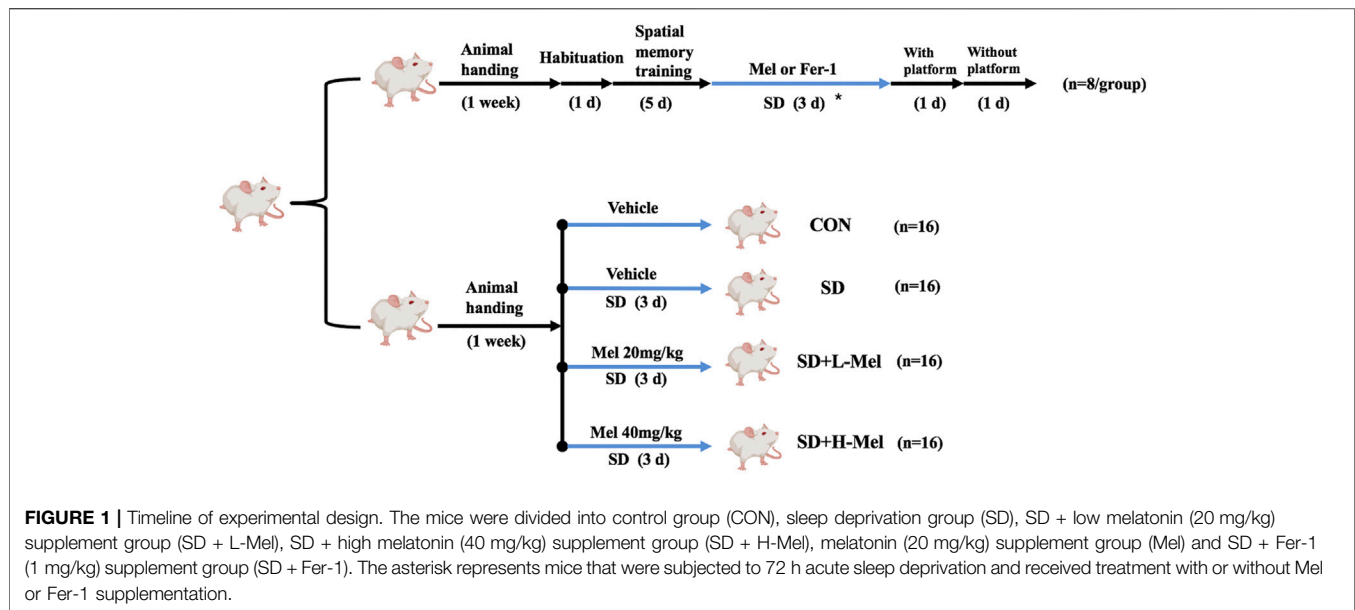 Animal
handing
(1 week)
Habituation
(1 d)
Spatial
memory
training
(5 d)
Mel or Fer-1
SD (3 d) *
With
platform
(1 d)
Without
platform
(1 d)
(n=8/group)
Animal
handing
(1 week)
Vehicle
CON (n=16)
Vehicle
SD (3 d)
SD (n=16)
Mel 20mg/kg
SD (3 d)
SD+L-Mel (n=16)
Mel 40mg/kg
SD (3 d)
SD+H-Mel (n=16)
FIGURE 1 | Timeline of experimental design. The mice were divided into control group (CON), sleep deprivation group (SD), SD + low melatonin (20 mg/kg)
supplement group (SD + L-Mel), SD + high melatonin (40 mg/kg) supplement group (SD + H-Mel), melatonin (20 mg/kg) supplement group (Mel) and SD + Fer-1
(1 mg/kg) supplement group (SD + Fer-1). The asterisk represents mice that were subjected to 72 h acute sleep deprivation and received treatment with or without Mel
or Fer-1 supplementation.